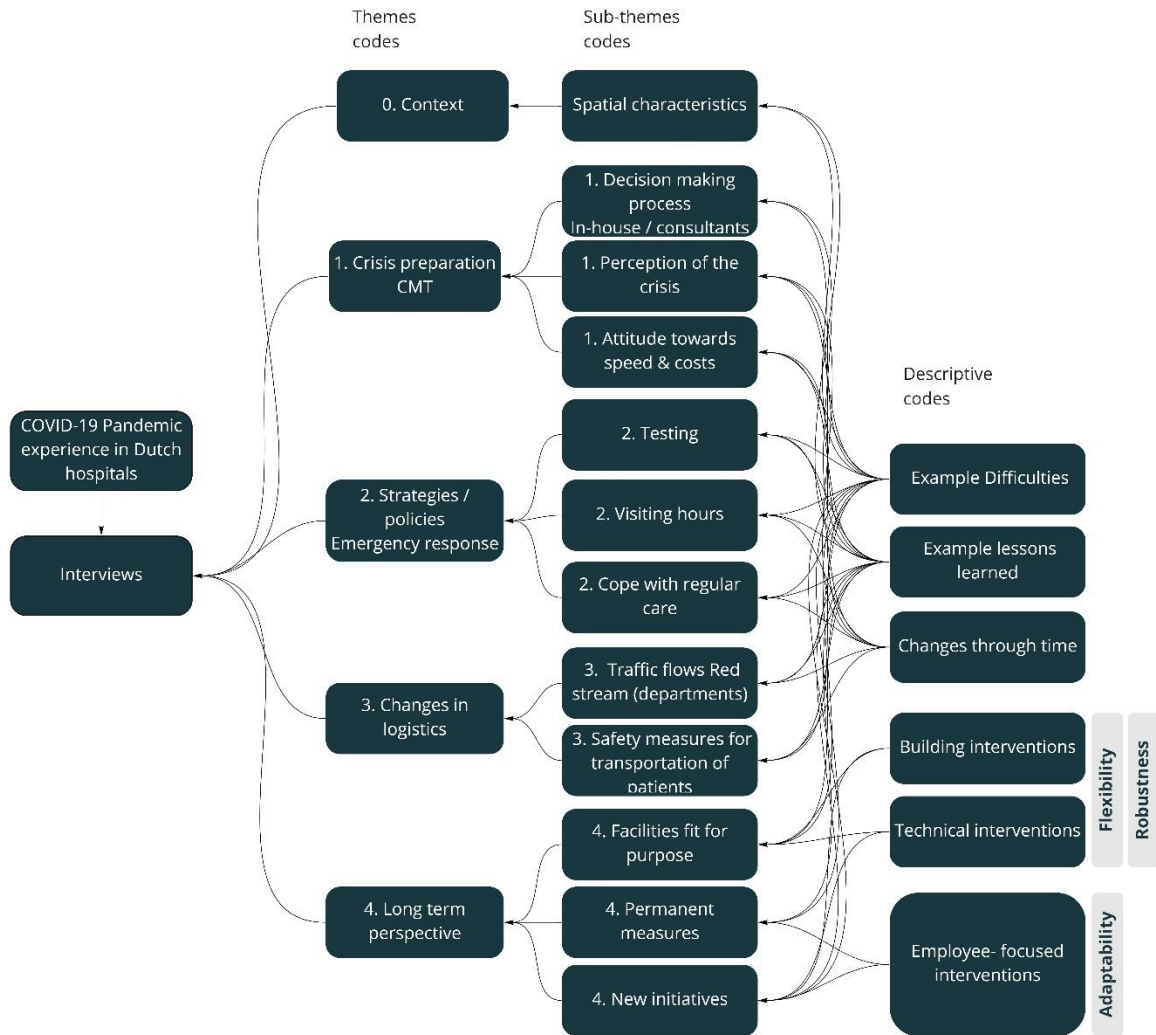 Themes
codes
Sub-themes
codes
0. Context
Spatial characteristics
1. Decision making
process
In-house / consultants
1. Crisis preparation
CMT
1. Perception of the
crisis
1. Attitude towards
speed & costs
Descriptive
codes
COVID-19 Pandemic
experience in Dutch
hospitals
Interviews
2. Strategies /
policies
Emergency response
2. Testing
2. Visiting hours
2. Cope with regular
care
Example Difficulties
Example lessons
learned
Changes through time
3. Changes in
logistics
3. Traffic flows Red
stream (departments)
3. Safety measures for
transportation of
patients
Building interventions
Technical interventions
Flexibility
Robustness
4. Long term
perspective
4. Facilities fit for
purpose
4. Permanent
measures
4. New initiatives
Employee- focused
interventions
Adaptability